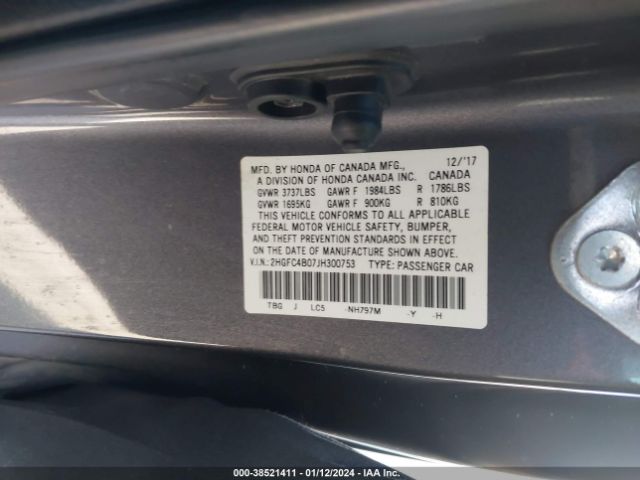 MFD. BY HONDA OF CANADA MFG., 12/'17
A DIVISION OF HONDA CANADA INC. CANADA
GVWR 3737LBS GAWR F 1984LBS R 1786LBS
GVWR 1695KG GAWR F 900KG R 810KG
THIS VEHICLE CONFORMS TO ALL APPLICABLE
FEDERAL MOTOR VEHICLE SAFETY, BUMPER,
AND THEFT PREVENTION STANDARDS IN EFFECT
ON THE DATE OF MANUFACTURE SHOWN ABOVE.
V.I.N.: 2HGFC4B07JH300753 TYPE: PASSENGER CAR
TBG J LC5 -NH797M -Y -H
000-38521411 - 01/12/2024 - IAA Inc.